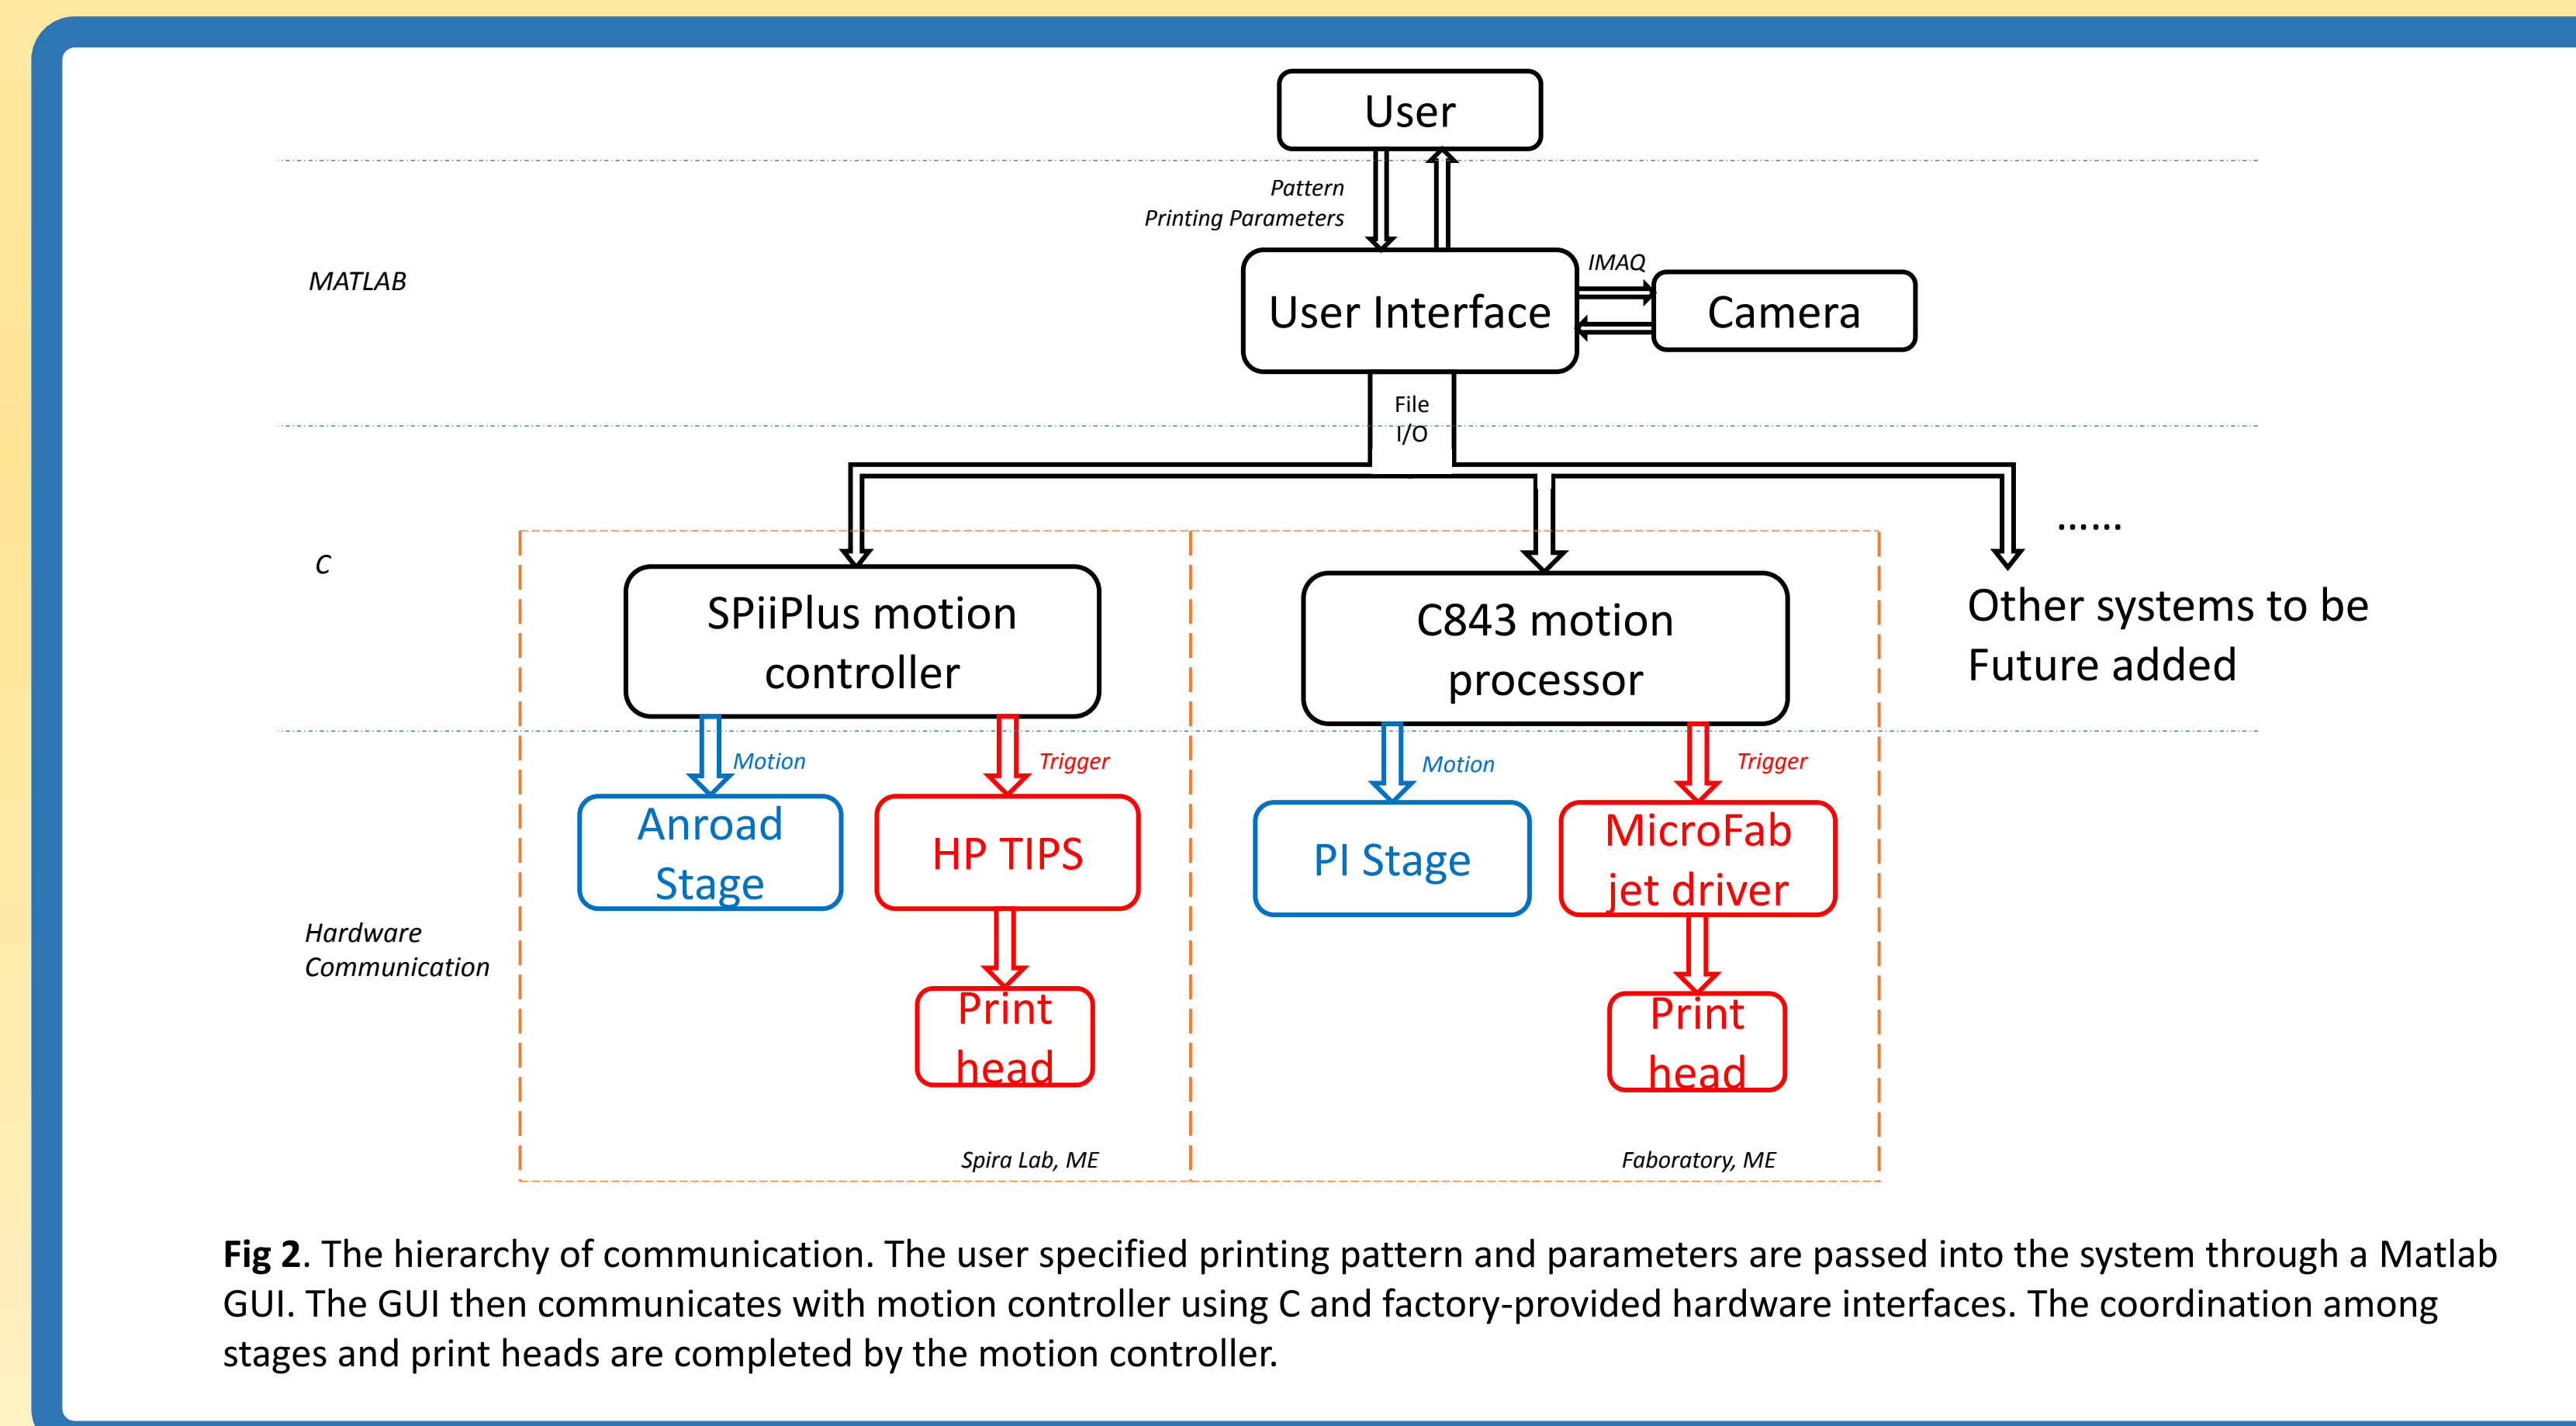 User
Pattern
Printing Parameters
MATLAB
IMAQ
User Interface
Camera
File
I/O
C
......
SPiiPlus motion
controller
C843 motion
processor
Other systems to be
Future added
Motion
Trigger
Motion
Trigger
Anroad
Stage
HP TIPS
PI Stage
MicroFab
jet driver
Hardware
Communication
Print
head
Print
head
Spira Lab, ME
Faboratory, ME
Fig 2. The hierarchy of communication. The user specified printing pattern and parameters are passed into the system through a Matlab
GUI. The GUI then communicates with motion controller using C and factory-provided hardware interfaces. The coordination among
stages and print heads are completed by the motion controller.